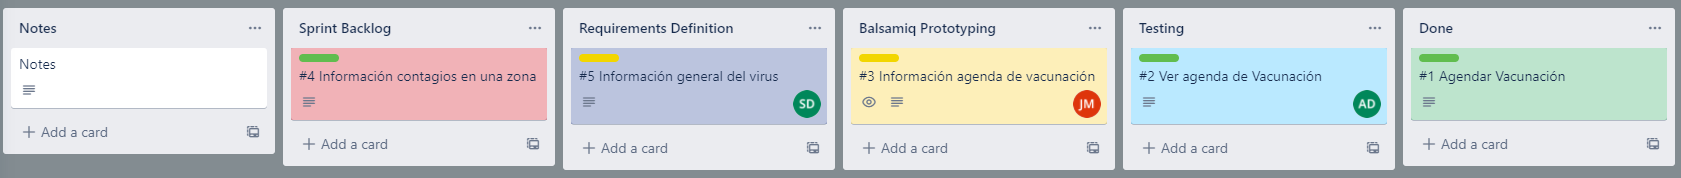 Notes
Notes
Add a card
Sprint Backlog
#4 Información contagios en una zona
Add a card
Requirements Definition
#5 Información general del virus
SD
Add a card
Balsamiq Prototyping
#3 Información agenda de vacunación
JM
Add a card
Testing
#2 Ver agenda de Vacunación
AD
Add a card
Done
#1 Agendar Vacunación
Add a card